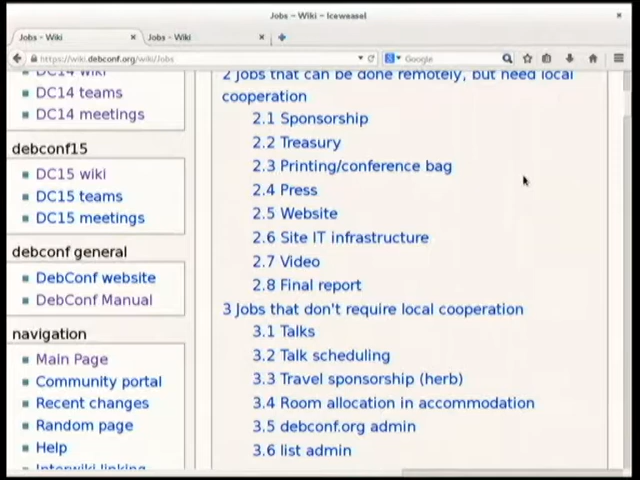 Jobs – Wiki – Iceweasel
Jobs – Wiki
Jobs – Wiki
https://wiki.debconf.org/wiki/Jobs
Google
DC14 wiki
DC14 teams
DC14 meetings
debconf15
DC15 wiki
DC15 teams
DC15 meetings
debconf general
DebConf website
DebConf Manual
navigation
Main Page
Community portal
Recent changes
Random page
Help
Interwiki linking
2 Jobs that can be done remotely, but need local
cooperation
2.1 Sponsorship
2.2 Treasury
2.3 Printing/conference bag
2.4 Press
2.5 Website
2.6 Site IT infrastructure
2.7 Video
2.8 Final report
3 Jobs that don't require local cooperation
3.1 Talks
3.2 Talk scheduling
3.3 Travel sponsorship (herb)
3.4 Room allocation in accommodation
3.5 debconf.org admin
3.6 list admin